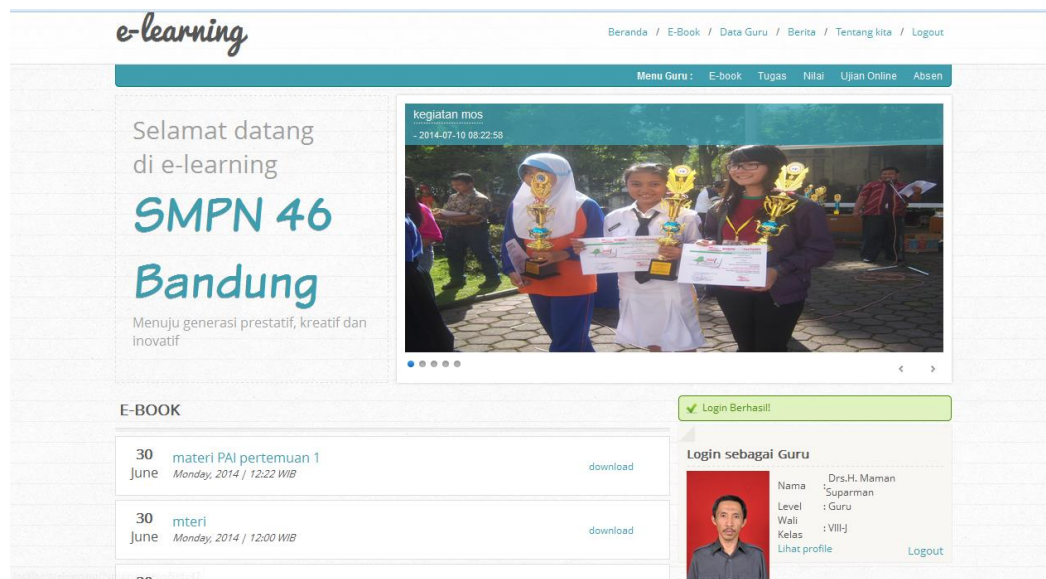 e-learning
Beranda / E-Book / Data Guru / Berita / Tentang kita / Logout
Menu Guru : E-book Tugas Nilai Ujian Online Absen
Selamat datang
di e-learning
SMPN 46
Bandung
Menuju generasi prestatif, kreatif dan
inovatif
kegiatan mos
- 2014-07-10 08:22:58
E-BOOK
30
June
materi PAI pertemuan 1
Monday, 2014 | 12:22 WIB
download
30
June
mteri
Monday, 2014 | 12:00 WIB
download
Login Berhasil!
Login sebagai Guru
Nama : Drs.H. Maman
Suparman
Level : Guru
Wali
Kelas : VIII-J
Lihat profile
Logout